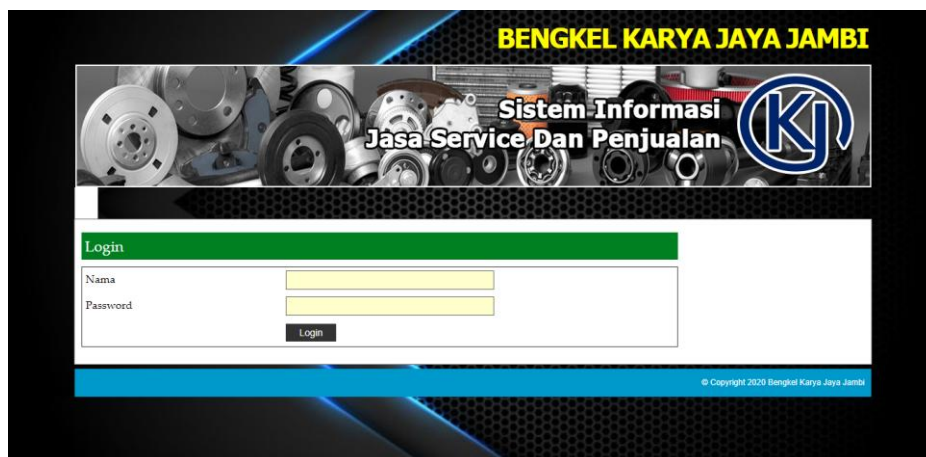 BENGKEL KARYA JAYA JAMBI
Sistem Informasi
Jasa Service Dan Penjualan
KJ
Login
Nama
Password
Login
© Copyright 2020 Bengkel Karya Jaya Jambi